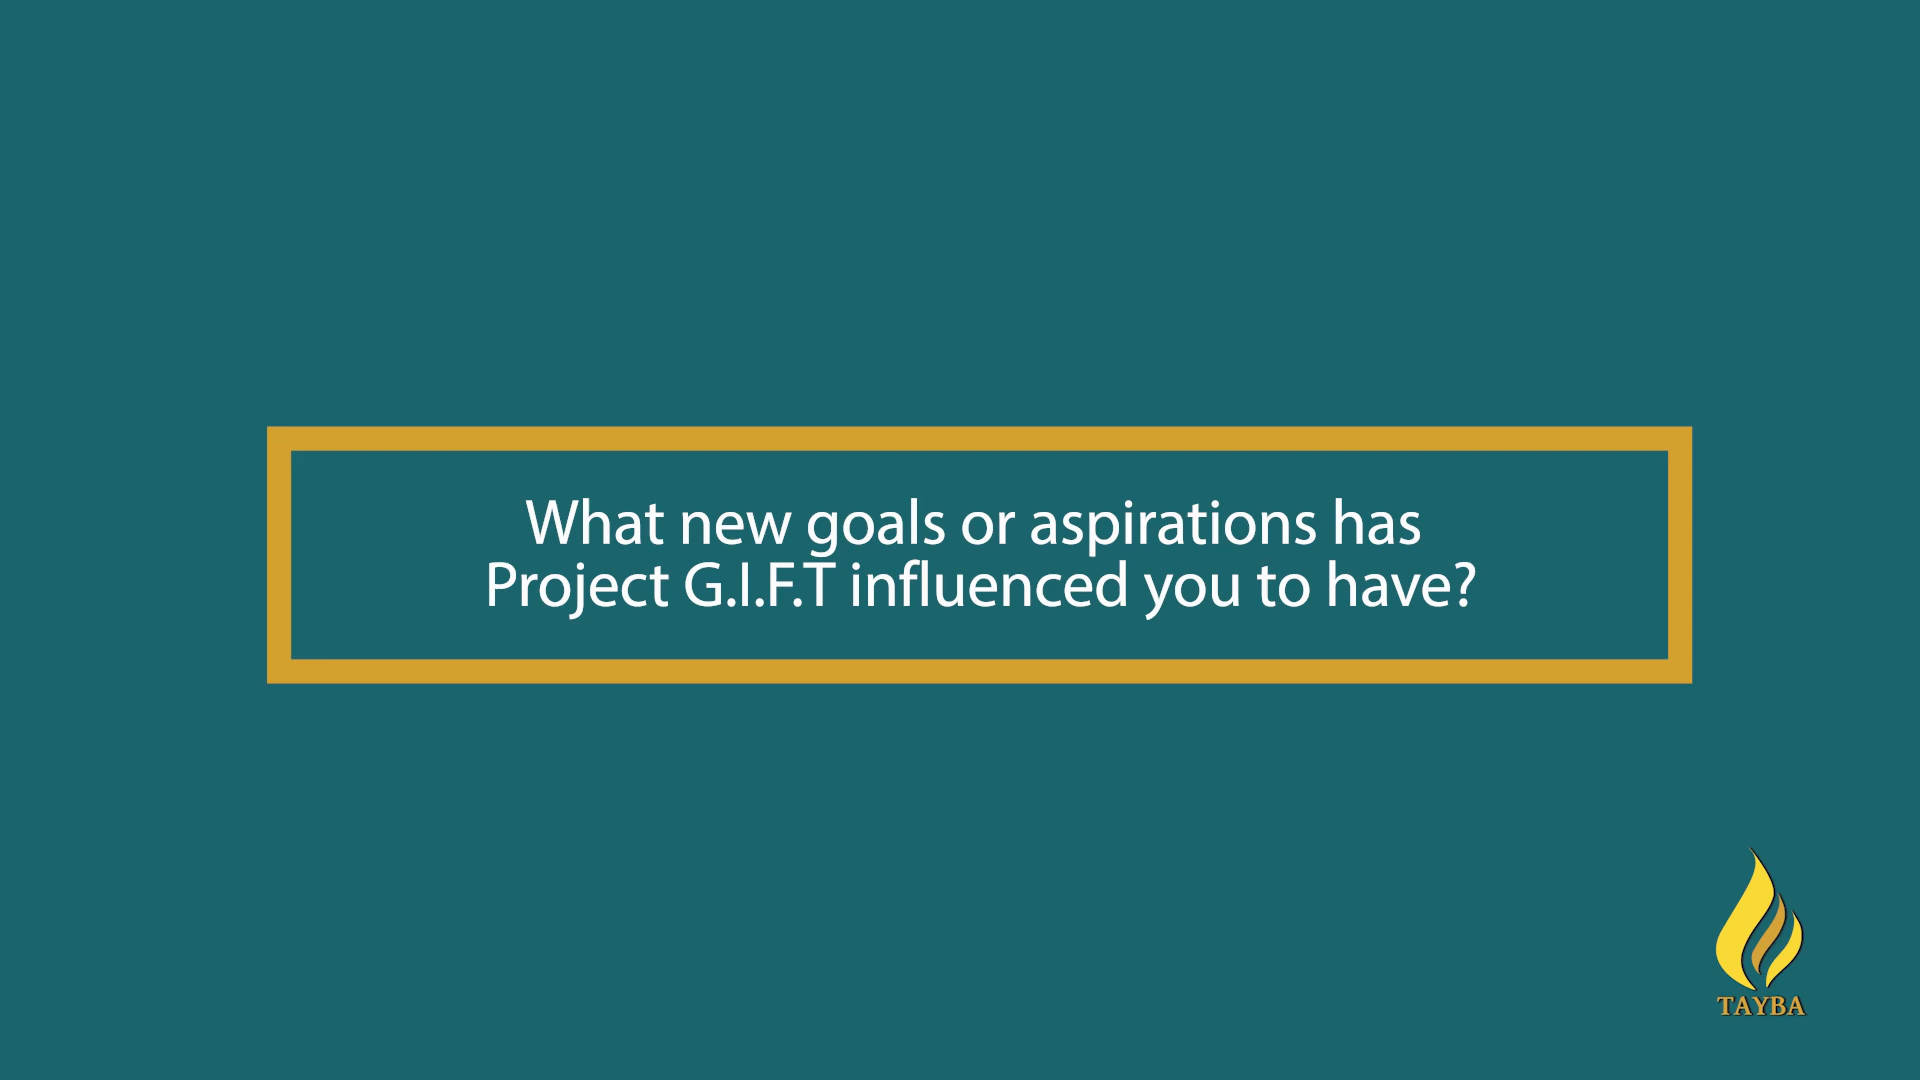 What new goals or aspirations has
Project G.I.F.T influenced you to have?
TAYBA